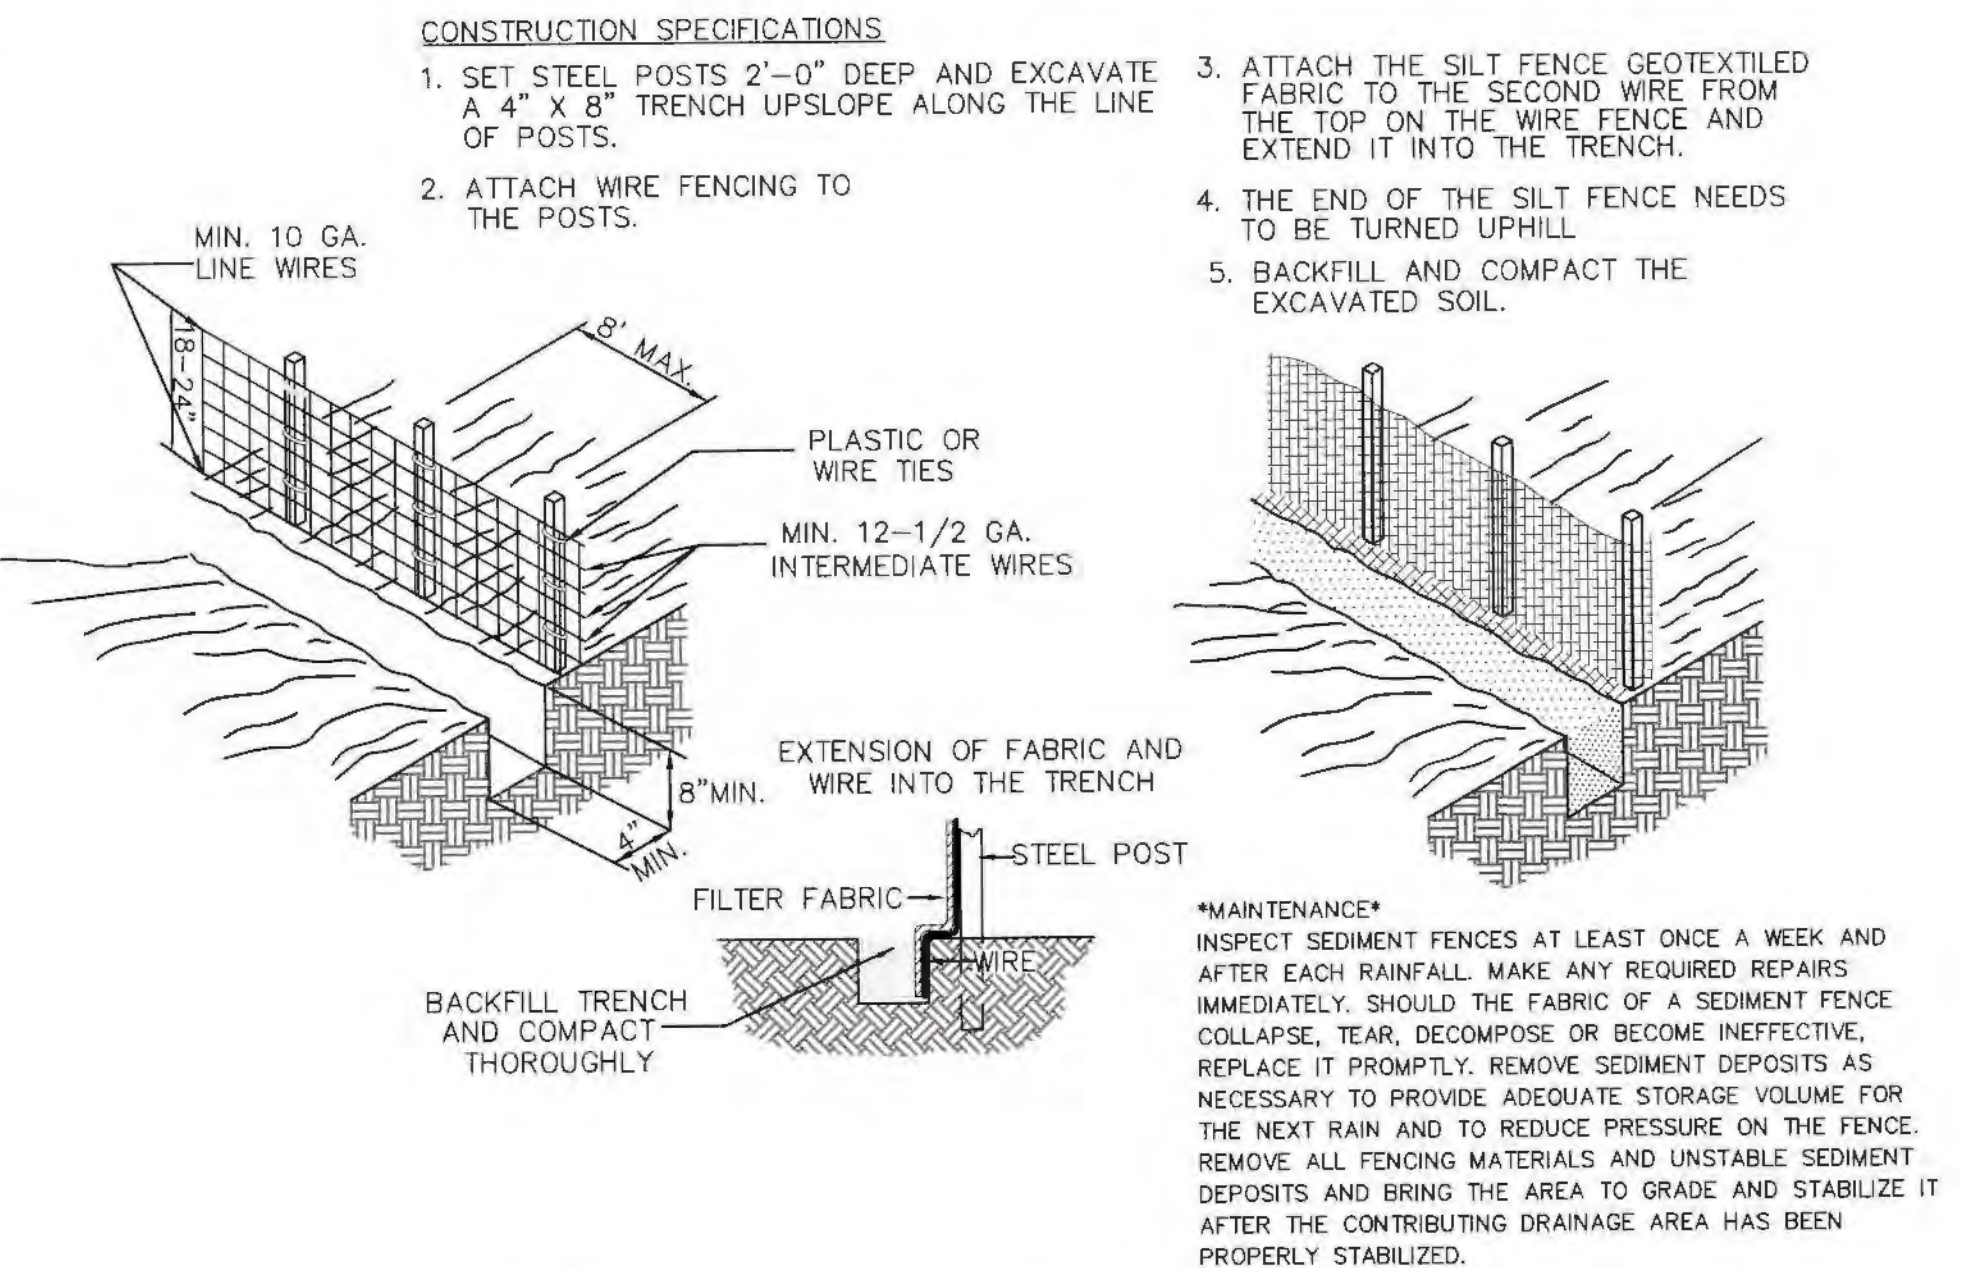 CONSTRUCTION SPECIFICATIONS
1. SET STEEL POSTS 2'-0" DEEP AND EXCAVATE
A 4" X 8" TRENCH UPSLOPE ALONG THE LINE
OF POSTS.
2. ATTACH WIRE FENCING TO
THE POSTS.
3. ATTACH THE SILT FENCE GEOTEXTILED
FABRIC TO THE SECOND WIRE FROM
THE TOP ON THE WIRE FENCE AND
EXTEND IT INTO THE TRENCH.
4. THE END OF THE SILT FENCE NEEDS
TO BE TURNED UPHILL
5. BACKFILL AND COMPACT THE
EXCAVATED SOIL.
MIN. 10 GA.
LINE WIRES
18-24"
8' MAX.
PLASTIC OR
WIRE TIES
MIN. 12-1/2 GA.
INTERMEDIATE WIRES
8"MIN.
4"
MIN.
EXTENSION OF FABRIC AND
WIRE INTO THE TRENCH
STEEL POST
FILTER FABRIC
WIRE
BACKFILL TRENCH
AND COMPACT
THOROUGHLY
*MAINTENANCE*
INSPECT SEDIMENT FENCES AT LEAST ONCE A WEEK AND
AFTER EACH RAINFALL. MAKE ANY REQUIRED REPAIRS
IMMEDIATELY. SHOULD THE FABRIC OF A SEDIMENT FENCE
COLLAPSE, TEAR, DECOMPOSE OR BECOME INEFFECTIVE,
REPLACE IT PROMPTLY. REMOVE SEDIMENT DEPOSITS AS
NECESSARY TO PROVIDE ADEQUATE STORAGE VOLUME FOR
THE NEXT RAIN AND TO REDUCE PRESSURE ON THE FENCE.
REMOVE ALL FENCING MATERIALS AND UNSTABLE SEDIMENT
DEPOSITS AND BRING THE AREA TO GRADE AND STABILIZE IT
AFTER THE CONTRIBUTING DRAINAGE AREA HAS BEEN
PROPERLY STABILIZED.